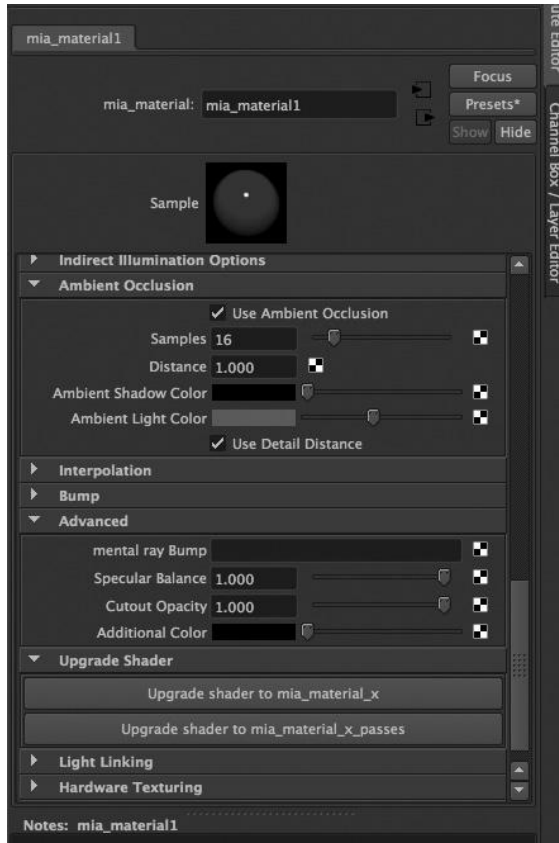 mia_material1
Focus
mia_material: mia_material1
Presets*
Show Hide
Sample
Indirect Illumination Options
Ambient Occlusion
Use Ambient Occlusion
Samples 16
Distance 1.000
Ambient Shadow Color
Ambient Light Color
Use Detail Distance
Interpolation
Bump
Advanced
mental ray Bump
Specular Balance 1.000
Cutout Opacity 1.000
Additional Color
Upgrade Shader
Upgrade shader to mia_material_x
Upgrade shader to mia_material_x_passes
Light Linking
Hardware Texturing
Notes: mia_material1
Editor
Channel Box / Layer Editor